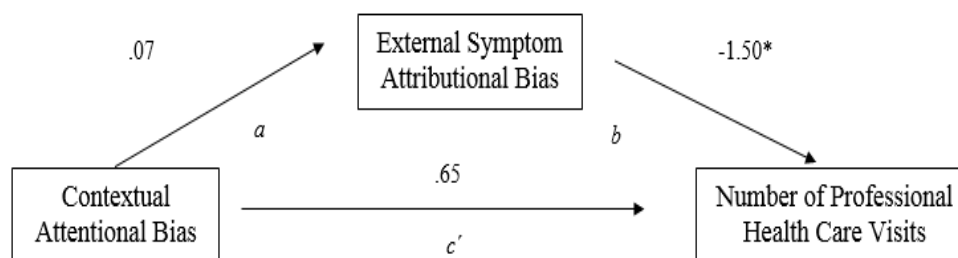 External Symptom
Attributional Bias
.07
-1.50*
a
b
Contextual
Attentional Bias
.65
c′
Number of Professional
Health Care Visits